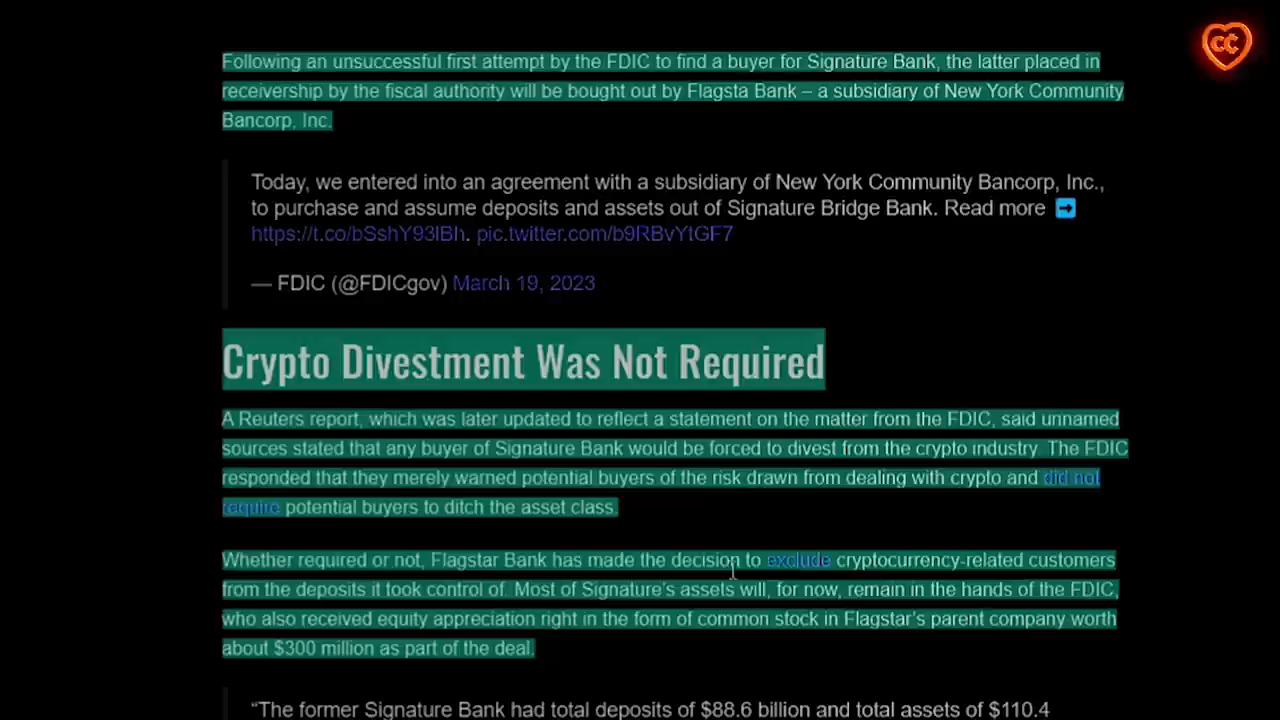 Following an unsuccessful first attempt by the FDIC to find a buyer for Signature Bank, the latter placed in
receivership by the fiscal authority will be bought out by Flagsta Bank – a subsidiary of New York Community
Bancorp, Inc.
Today, we entered into an agreement with a subsidiary of New York Community Bancorp, Inc.,
to purchase and assume deposits and assets out of Signature Bridge Bank. Read more ➡
https://t.co/bSshY93lBh. pic.twitter.com/b9RBvYtGF7
— FDIC (@FDICgov) March 19, 2023
Crypto Divestment Was Not Required
A Reuters report, which was later updated to reflect a statement on the matter from the FDIC, said unnamed
sources stated that any buyer of Signature Bank would be forced to divest from the crypto industry. The FDIC
responded that they merely warned potential buyers of the risk drawn from dealing with crypto and did not
require potential buyers to ditch the asset class.
Whether required or not, Flagstar Bank has made the decision to exclude cryptocurrency-related customers
from the deposits it took control of. Most of Signature's assets will, for now, remain in the hands of the FDIC,
who also received equity appreciation right in the form of common stock in Flagstar's parent company worth
about $300 million as part of the deal.
“The former Signature Bank had total deposits of $88.6 billion and total assets of $110.4
CC